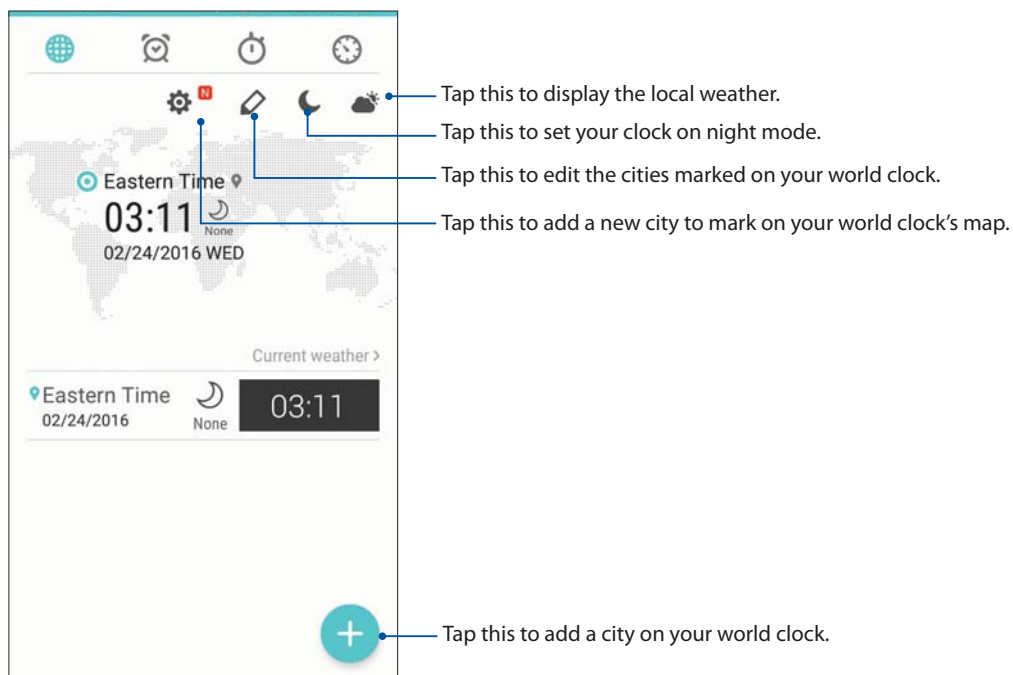 N
Tap this to display the local weather.
Tap this to set your clock on night mode.
Tap this to edit the cities marked on your world clock.
Tap this to add a new city to mark on your world clock's map.
Eastern Time
03:11
None
02/24/2016 WED
Current weather >
Eastern Time
02/24/2016
None
03:11
Tap this to add a city on your world clock.